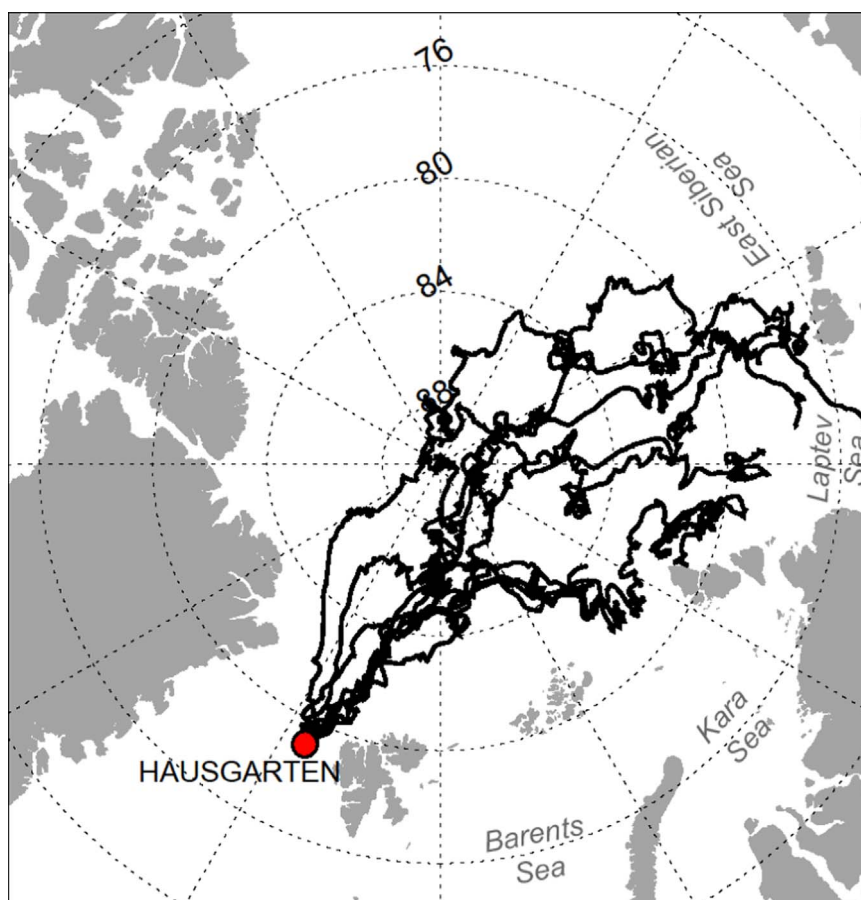 76
80
84
88
East Siberian
Sea
Laptev
Sea
Kara
Sea
Barents
Sea
HAUSGARTEN